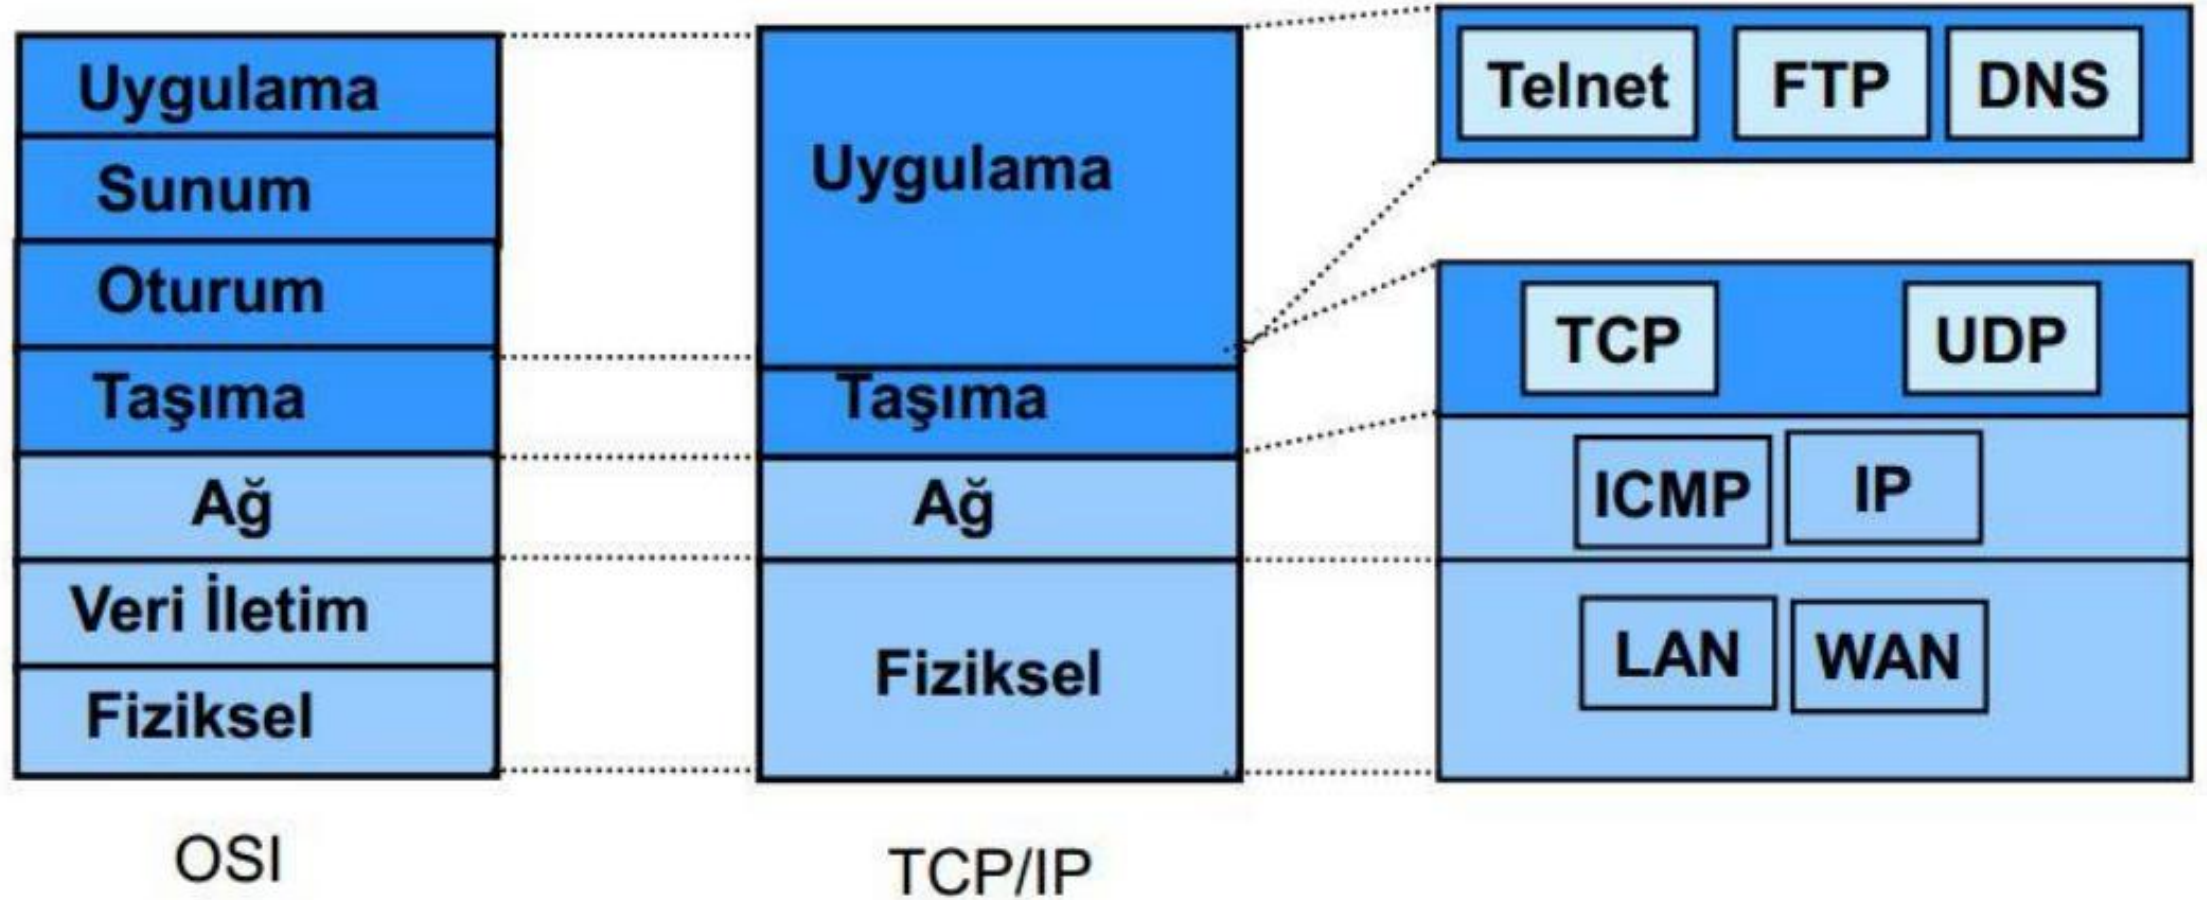 Uygulama
Sunum
Oturum
Taşıma
Ağ
Veri İletim
Fiziksel
OSI
Uygulama
Taşıma
Ağ
Fiziksel
TCP/IP
Telnet FTP DNS
TCP UDP
ICMP IP
LAN WAN